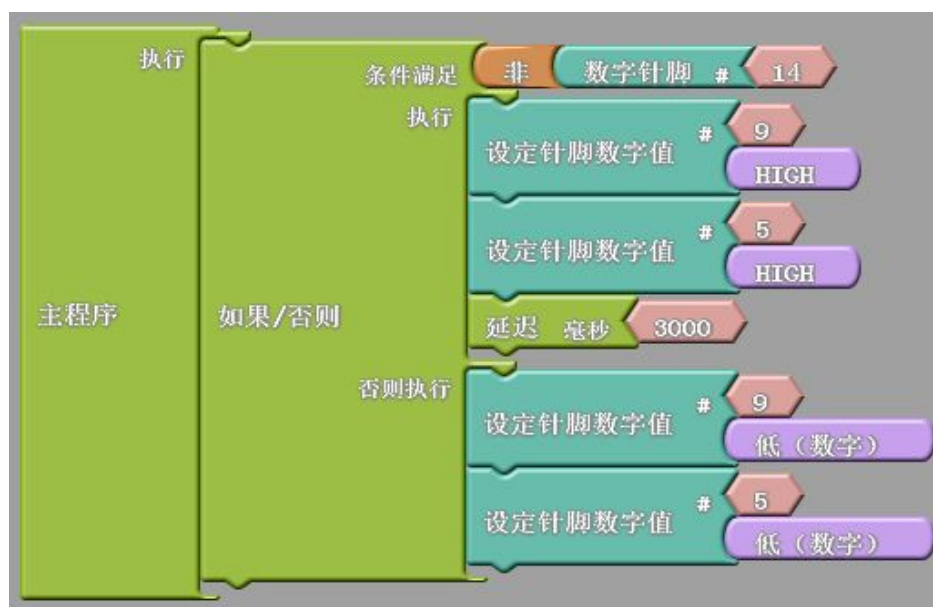 执行
条件满足 非 数字针脚 # 14
执行
设定针脚数字值 # 9
HIGH
设定针脚数字值 # 5
HIGH
主程序 如果/否则
延迟 毫秒 3000
否则执行
设定针脚数字值 # 9
低（数字）
设定针脚数字值 # 5
低（数字）